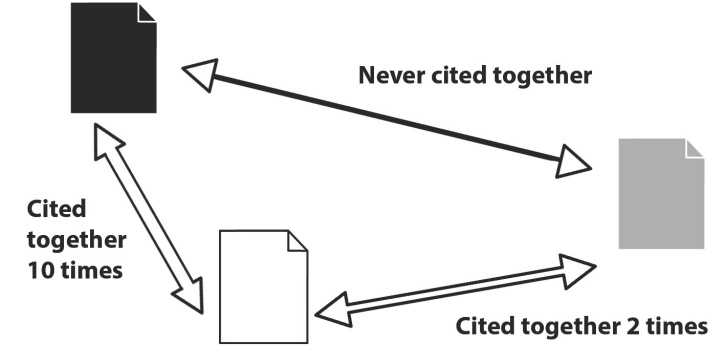 Never cited together
Cited
together
10 times
Cited together 2 times